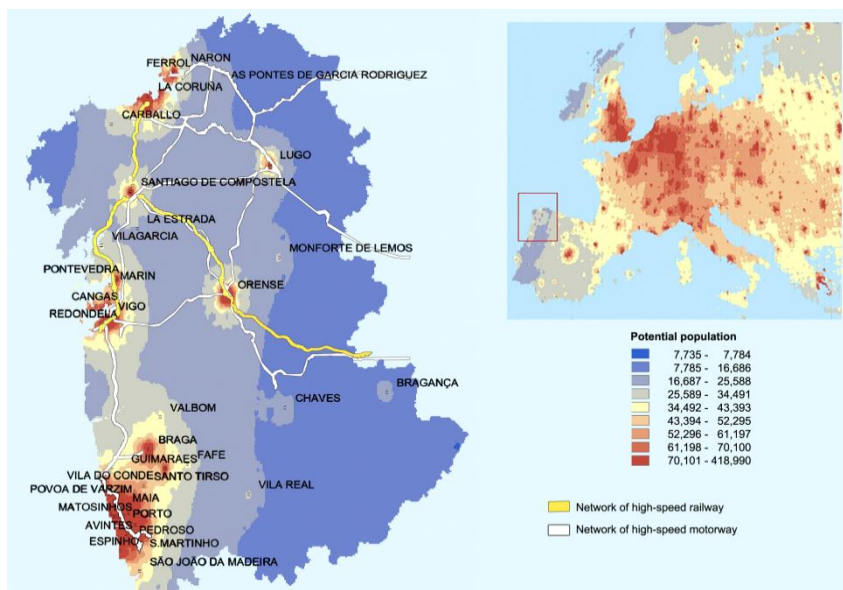 FERROL
NARON
AS PONTES DE GARCIA RODRIGUEZ
LA CORUÑA
CARBALLO
LUGO
SANTIAGO DE COMPOSTELA
LA ESTRADA
VILAGARCIA
MONFORTE DE LEMOS
PONTEVEDRA
MARIN
ORENSE
CANGAS
VIGO
REDONDELA
BRAGANÇA
CHAVES
VALBOM
BRAGA
GUIMARAES
FAFE
VILA DO CONDE
SANTO TIRSO
POVOA DE VARZIM
VILA REAL
MAIA
MATOSINHOS
PORTO
AVINTES
PEDROSO
ESPINHO
S.MARTINHO
SÃO JOÃO DA MADEIRA
Potential population
7,735 - 7,784
7,785 - 16,686
16,687 - 25,588
25,589 - 34,491
34,492 - 43,393
43,394 - 52,295
52,296 - 61,197
61,198 - 70,100
70,101 - 418,990
Network of high-speed railway
Network of high-speed motorway